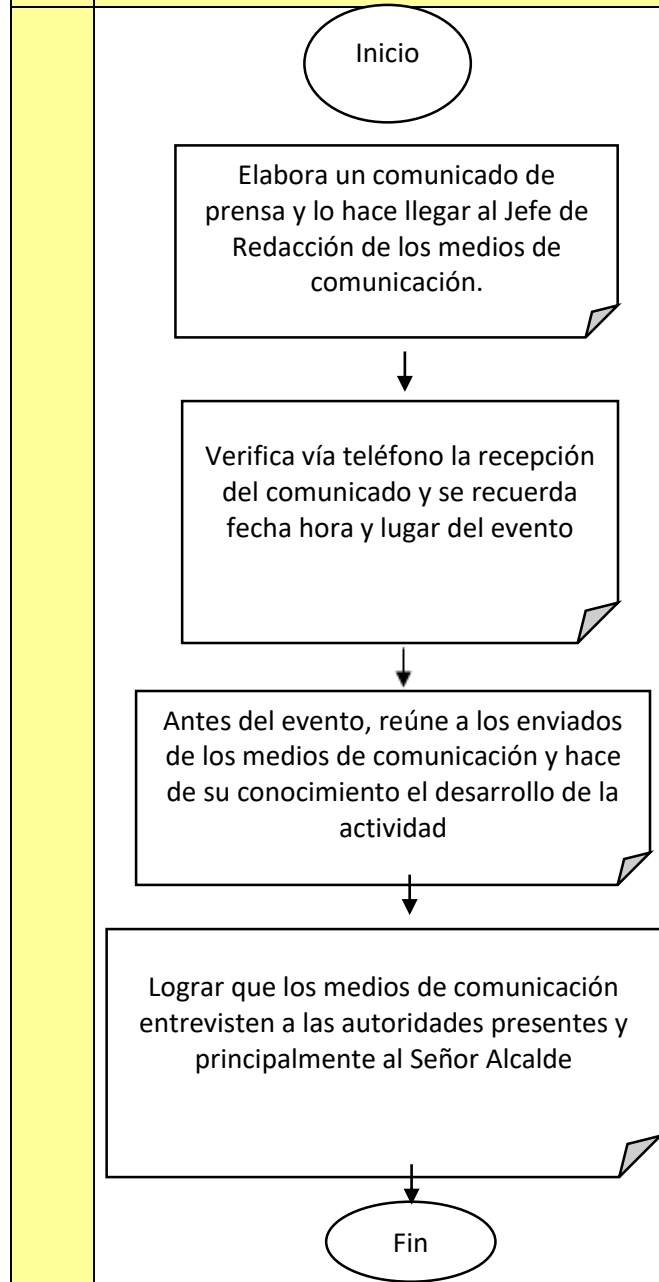 Inicio
Elabora un comunicado de
prensa y lo hace llegar al Jefe de
Redacción de los medios de
comunicación.
Verifica vía teléfono la recepción
del comunicado y se recuerda
fecha hora y lugar del evento
Antes del evento, reúne a los enviados
de los medios de comunicación y hace
de su conocimiento el desarrollo de la
actividad
Lograr que los medios de comunicación
entrevisten a las autoridades presentes y
principalmente al Señor Alcalde
Fin